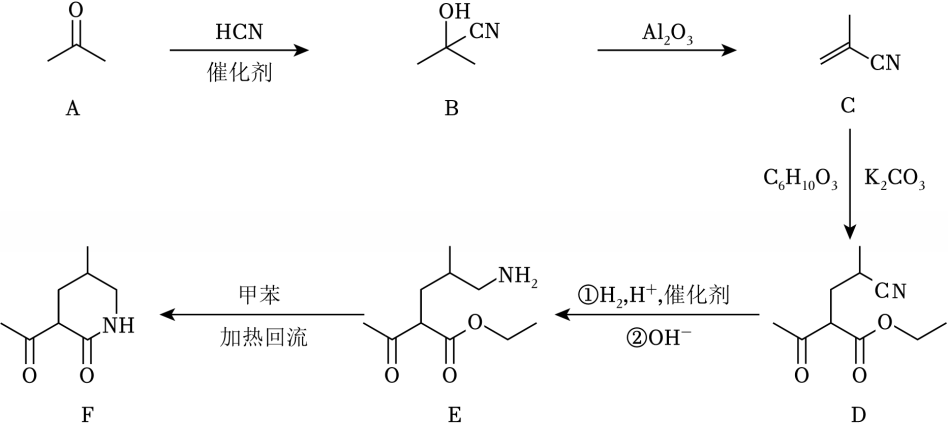 O
A
HCN
催化剂
OH
CN
B
Al₂O₃
CN
C
C₆H₁₀O₃
K₂CO₃
CN
O
O
O
D
①H₂,H⁺,催化剂
②OH⁻
NH₂
O
O
O
E
甲苯
加热回流
NH
O
O
F